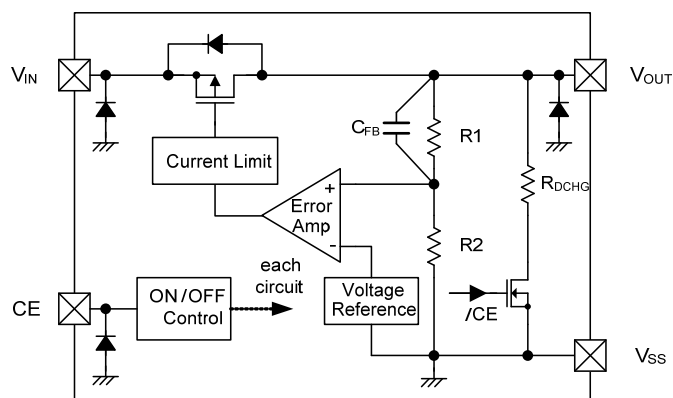 VIN
VOUT
CFB
R1
Current Limit
RDCHG
+
Error
Amp
-
R2
each
circuit
CE
ON/OFF
Control
Voltage
Reference
/CE
VSS